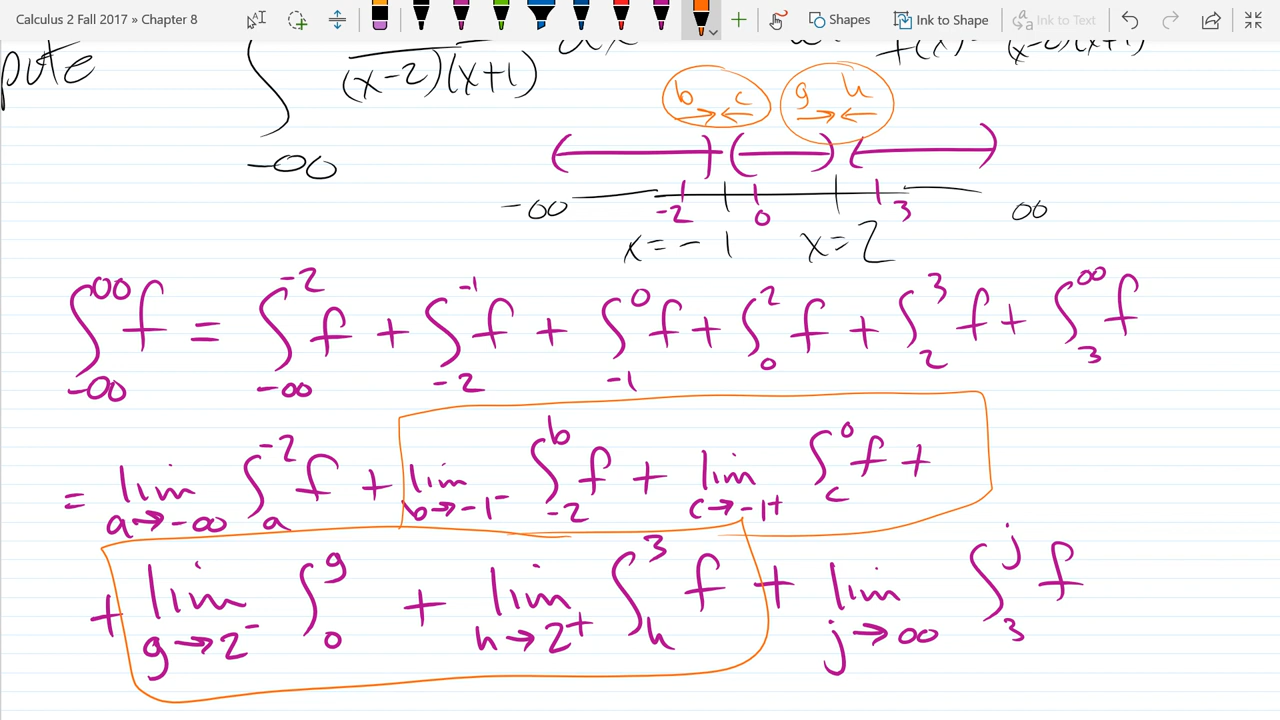 Calculus 2 Fall 2017 » Chapter 8
Shapes
Ink to Shape
Ink to Text
pute ∫ (x-2)(x+1)
-∞
b c g h
-∞ -2 0 3 ∞
x=-1 x=2
∫_{-∞}^{∞} f = ∫_{-∞}^{-2} f + ∫_{-2}^{-1} f + ∫_{-1}^{0} f + ∫_{0}^{2} f + ∫_{2}^{3} f + ∫_{3}^{∞} f
= lim_{a→-∞} ∫_{a}^{-2} f + lim_{b→-1^-} ∫_{-2}^{b} f + lim_{c→-1^+} ∫_{c}^{0} f +
+ lim_{g→2^-} ∫_{0}^{g} + lim_{h→2^+} ∫_{h}^{3} f + lim_{j→∞} ∫_{3}^{j} f